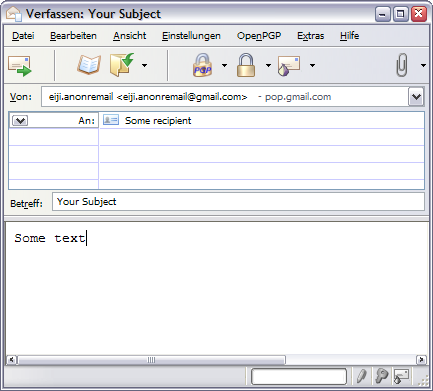 Verfassen: Your Subject
Datei Bearbeiten Ansicht Einstellungen OpenPGP Extras Hilfe
PGP
Von: eiji.anonremail <eiji.anonremail@gmail.com> - pop.gmail.com
An: Some recipient
Betreff: Your Subject
Some text